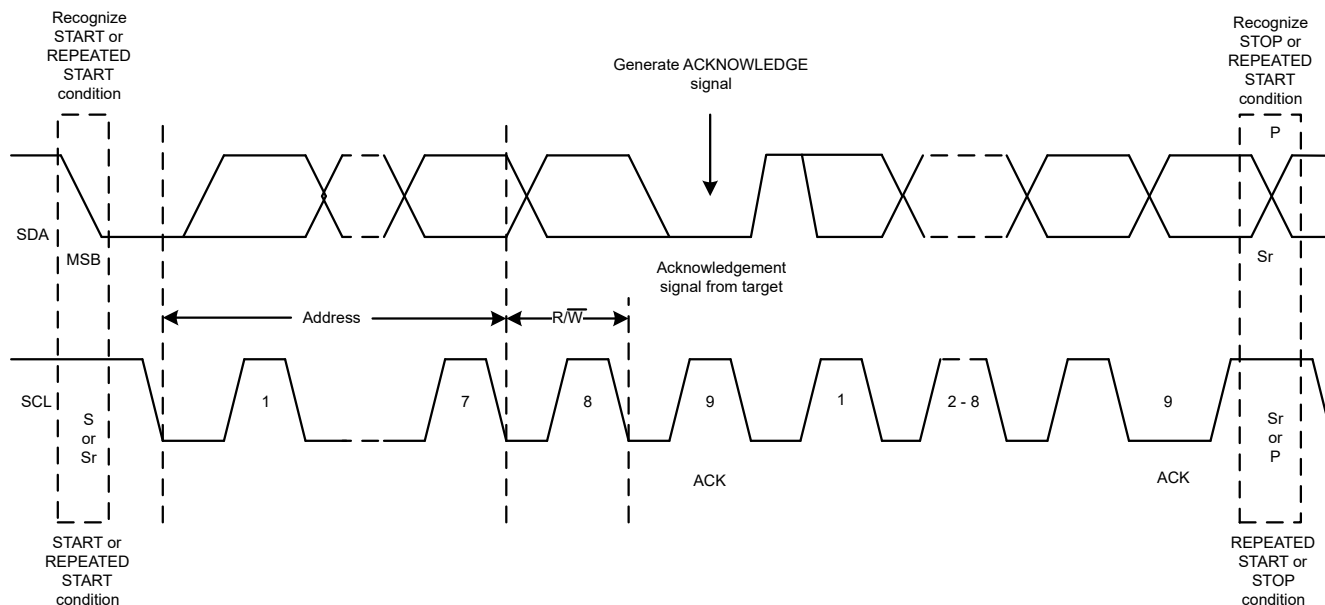 Recognize
START or
REPEATED
START
condition
Recognize
STOP or
REPEATED
START
condition
Generate ACKNOWLEDGE
signal
P
SDA
MSB
Acknowledgement
signal from target
Sr
Address
R/W̅
SCL
1
7
8
9
1
2 - 8
9
S
or
Sr
Sr
or
P
ACK
ACK
START or
REPEATED
START
condition
REPEATED
START or
STOP
condition